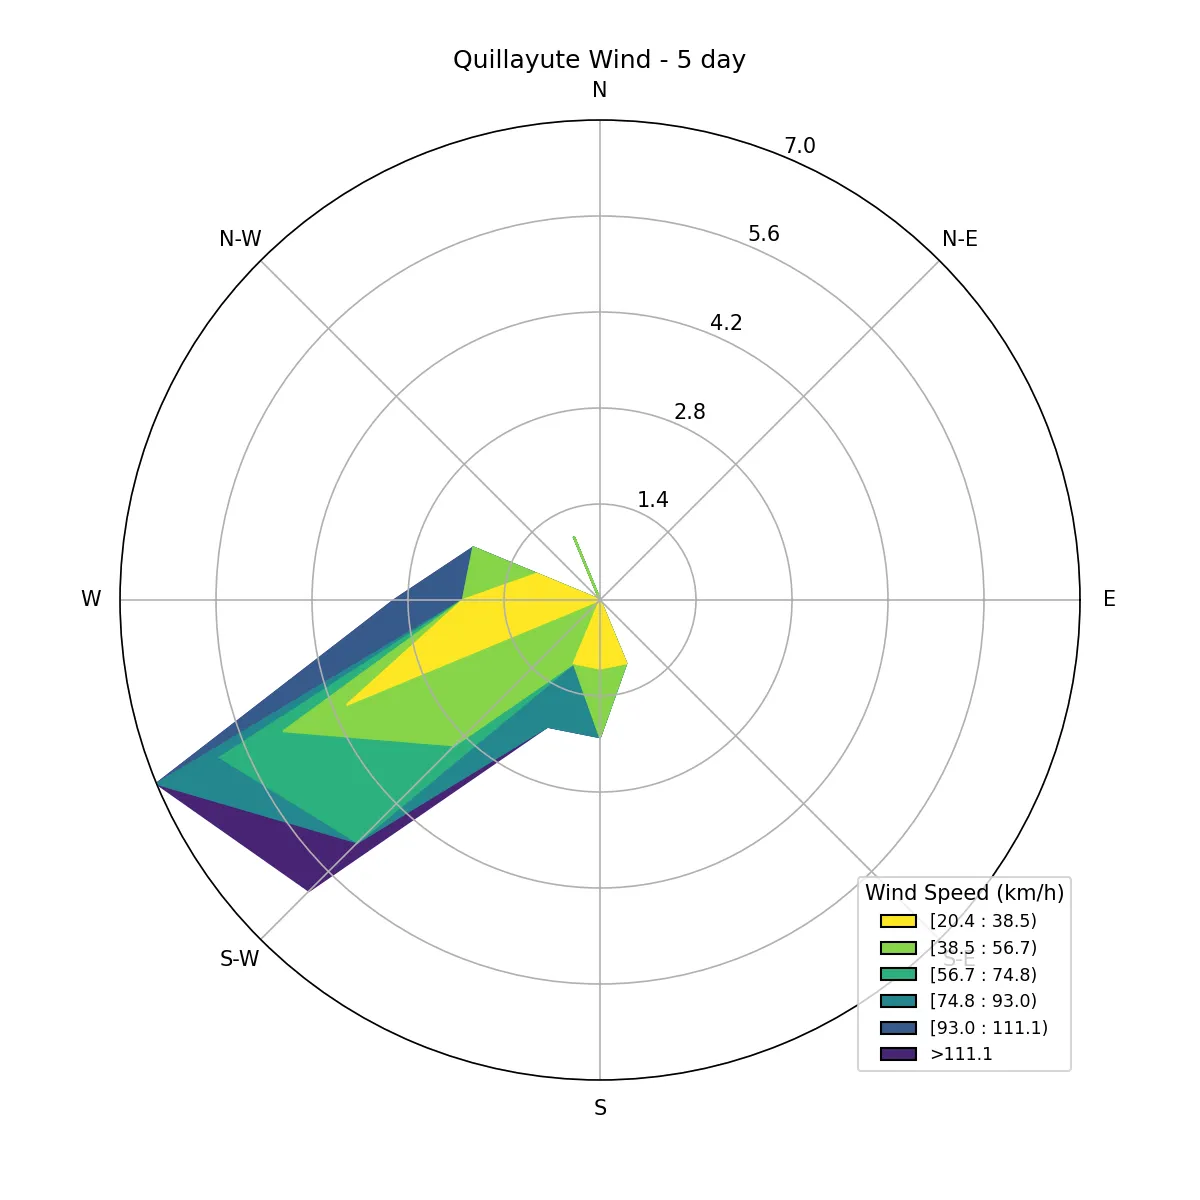 Quillayute Wind - 5 day
N
7.0
N-W
5.6
N-E
4.2
2.8
1.4
W
E
S-W
S-E
Wind Speed (km/h)
[20.4 : 38.5)
[38.5 : 56.7)
[56.7 : 74.8)
[74.8 : 93.0)
[93.0 : 111.1)
>111.1
S